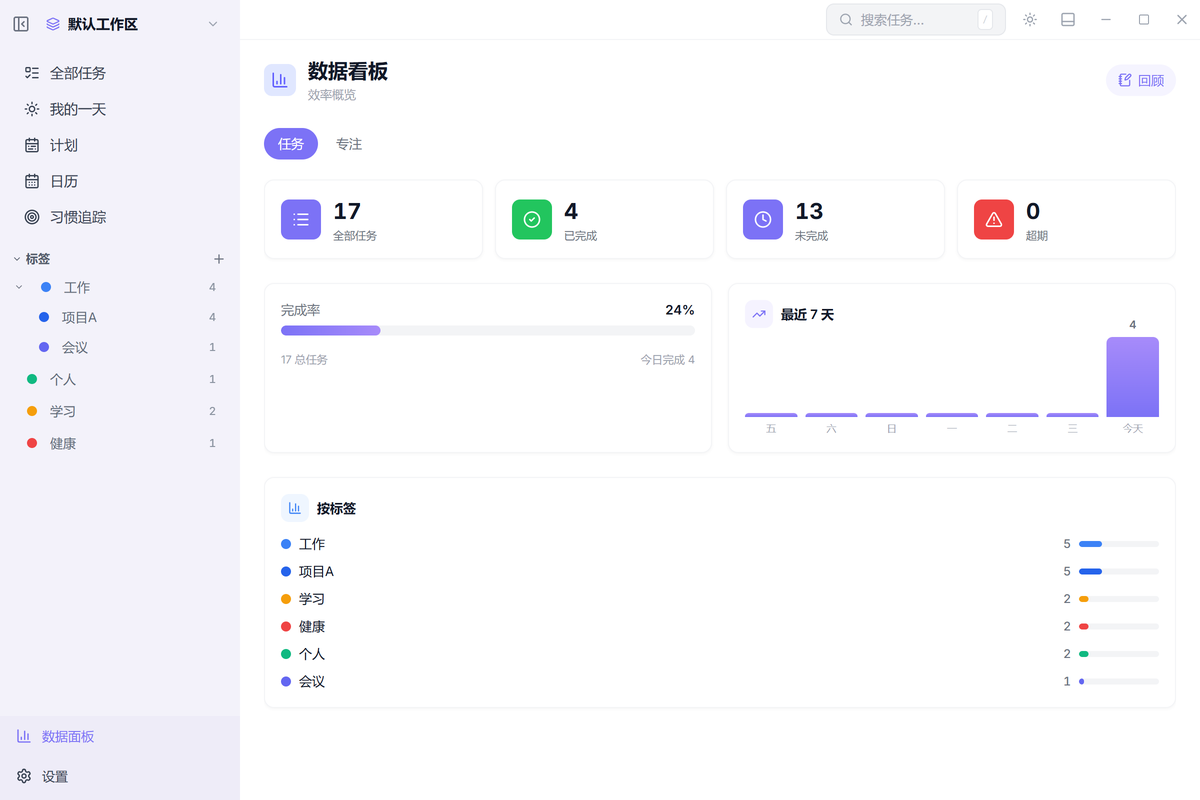 默认工作区
搜索任务...
/
全部任务
我的一天
计划
日历
习惯追踪
标签
工作 4
项目A 4
会议 1
个人 1
学习 2
健康 1
数据面板
设置
数据看板
效率概览
回顾
任务
专注
17
全部任务
4
已完成
13
未完成
0
超期
完成率 24%
17 总任务 今日完成 4
最近 7 天
4
五 六 日 一 二 三 今天
按标签
工作 5
项目A 5
学习 2
健康 2
个人 2
会议 1